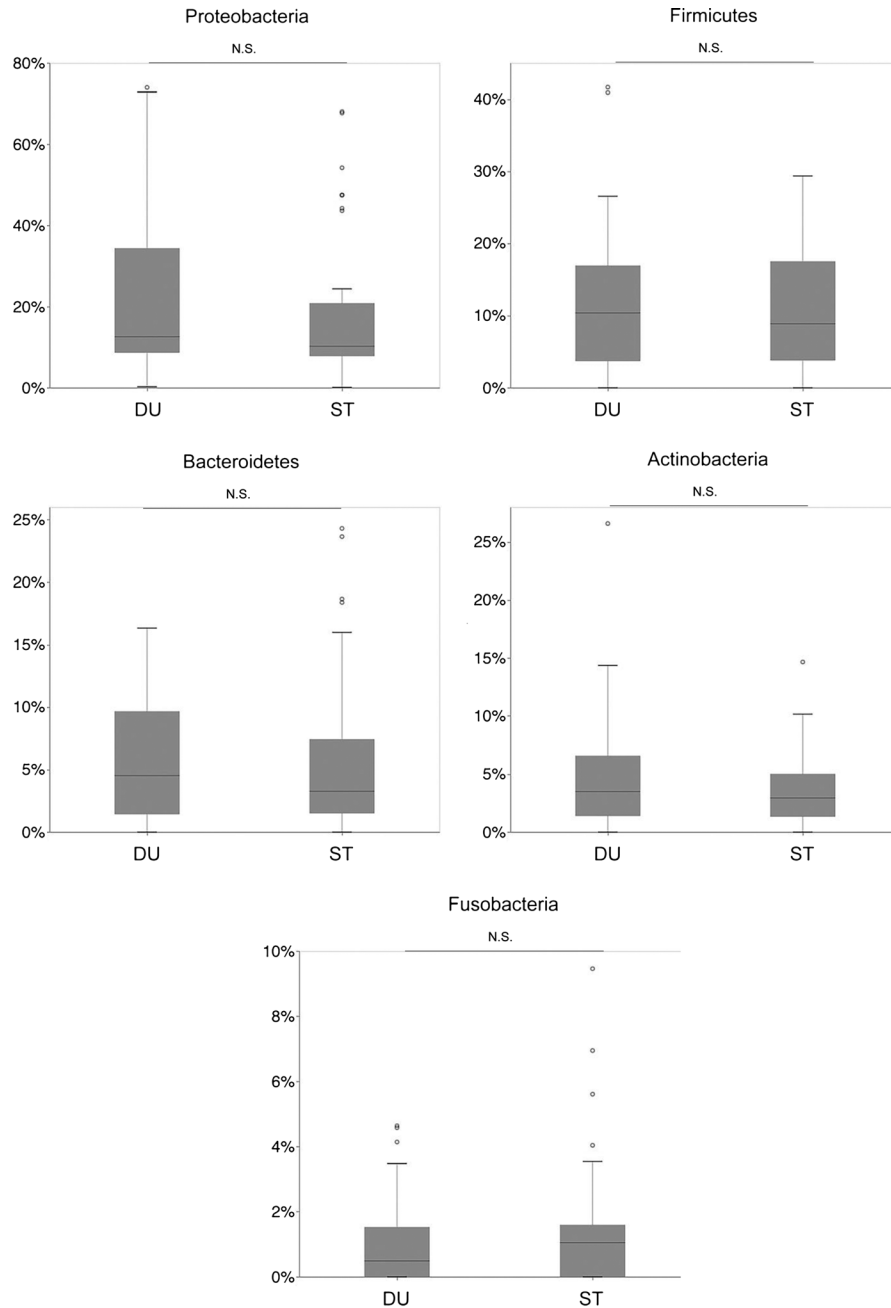 Proteobacteria
N.S.
80%
60%
40%
20%
0%
DU ST
Firmicutes
N.S.
40%
30%
20%
10%
0%
DU ST
Bacteroidetes
N.S.
25%
20%
15%
10%
5%
0%
DU ST
Actinobacteria
N.S.
25%
20%
15%
10%
5%
0%
DU ST
Fusobacteria
N.S.
10%
8%
6%
4%
2%
0%
DU ST